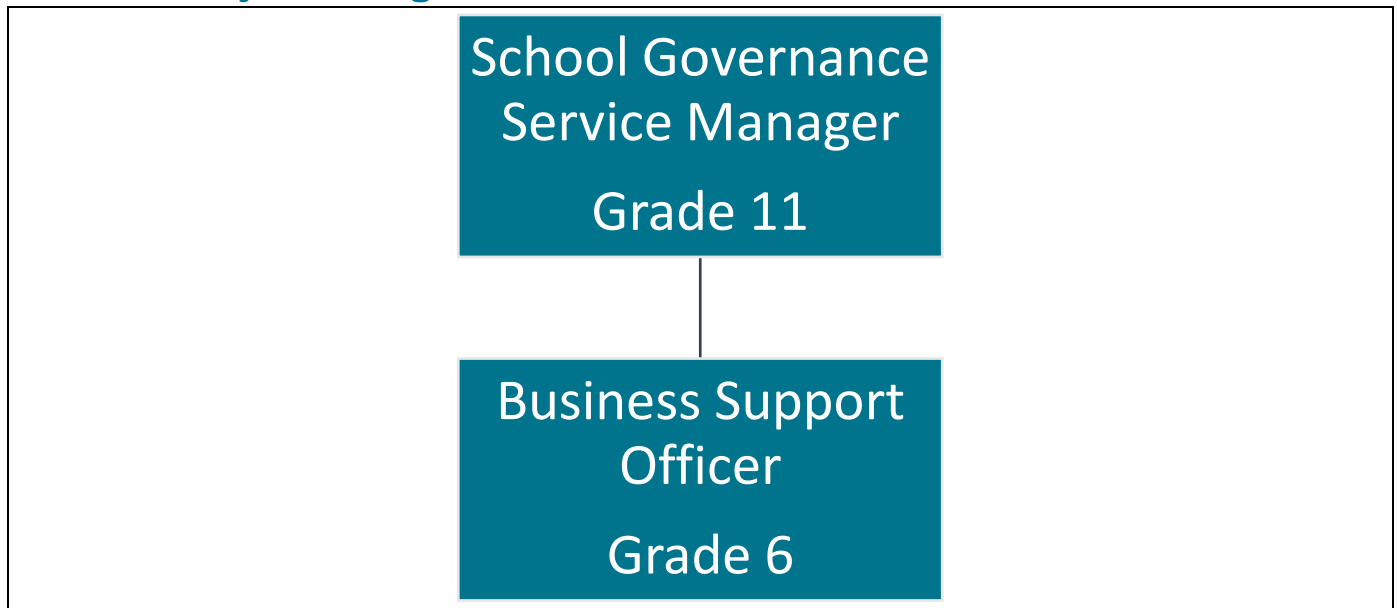 School Governance
Service Manager
Grade 11
Business Support
Officer
Grade 6